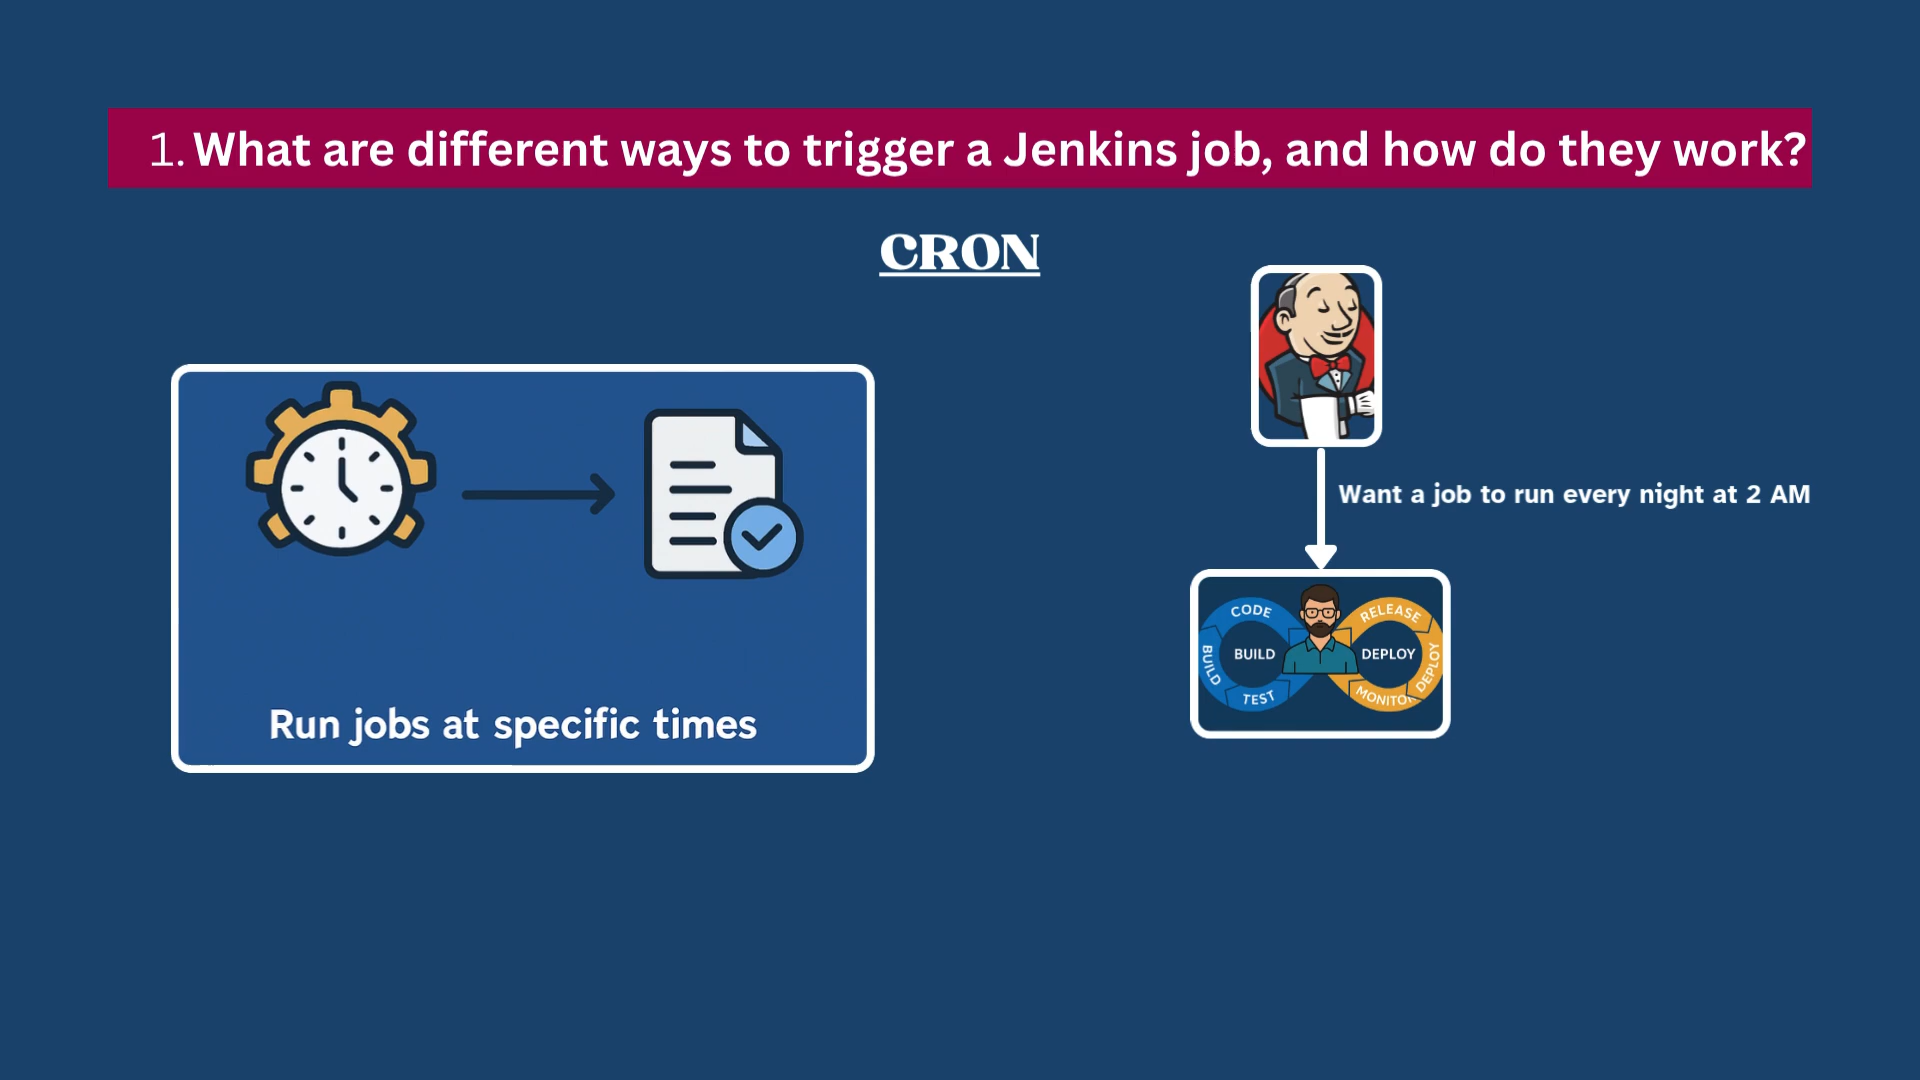 1. What are different ways to trigger a Jenkins job, and how do they work?
CRON
Run jobs at specific times
Want a job to run every night at 2 AM
CODE
BUILD
BUILD
TEST
RELEASE
DEPLOY
DEPLOY
MONITOR